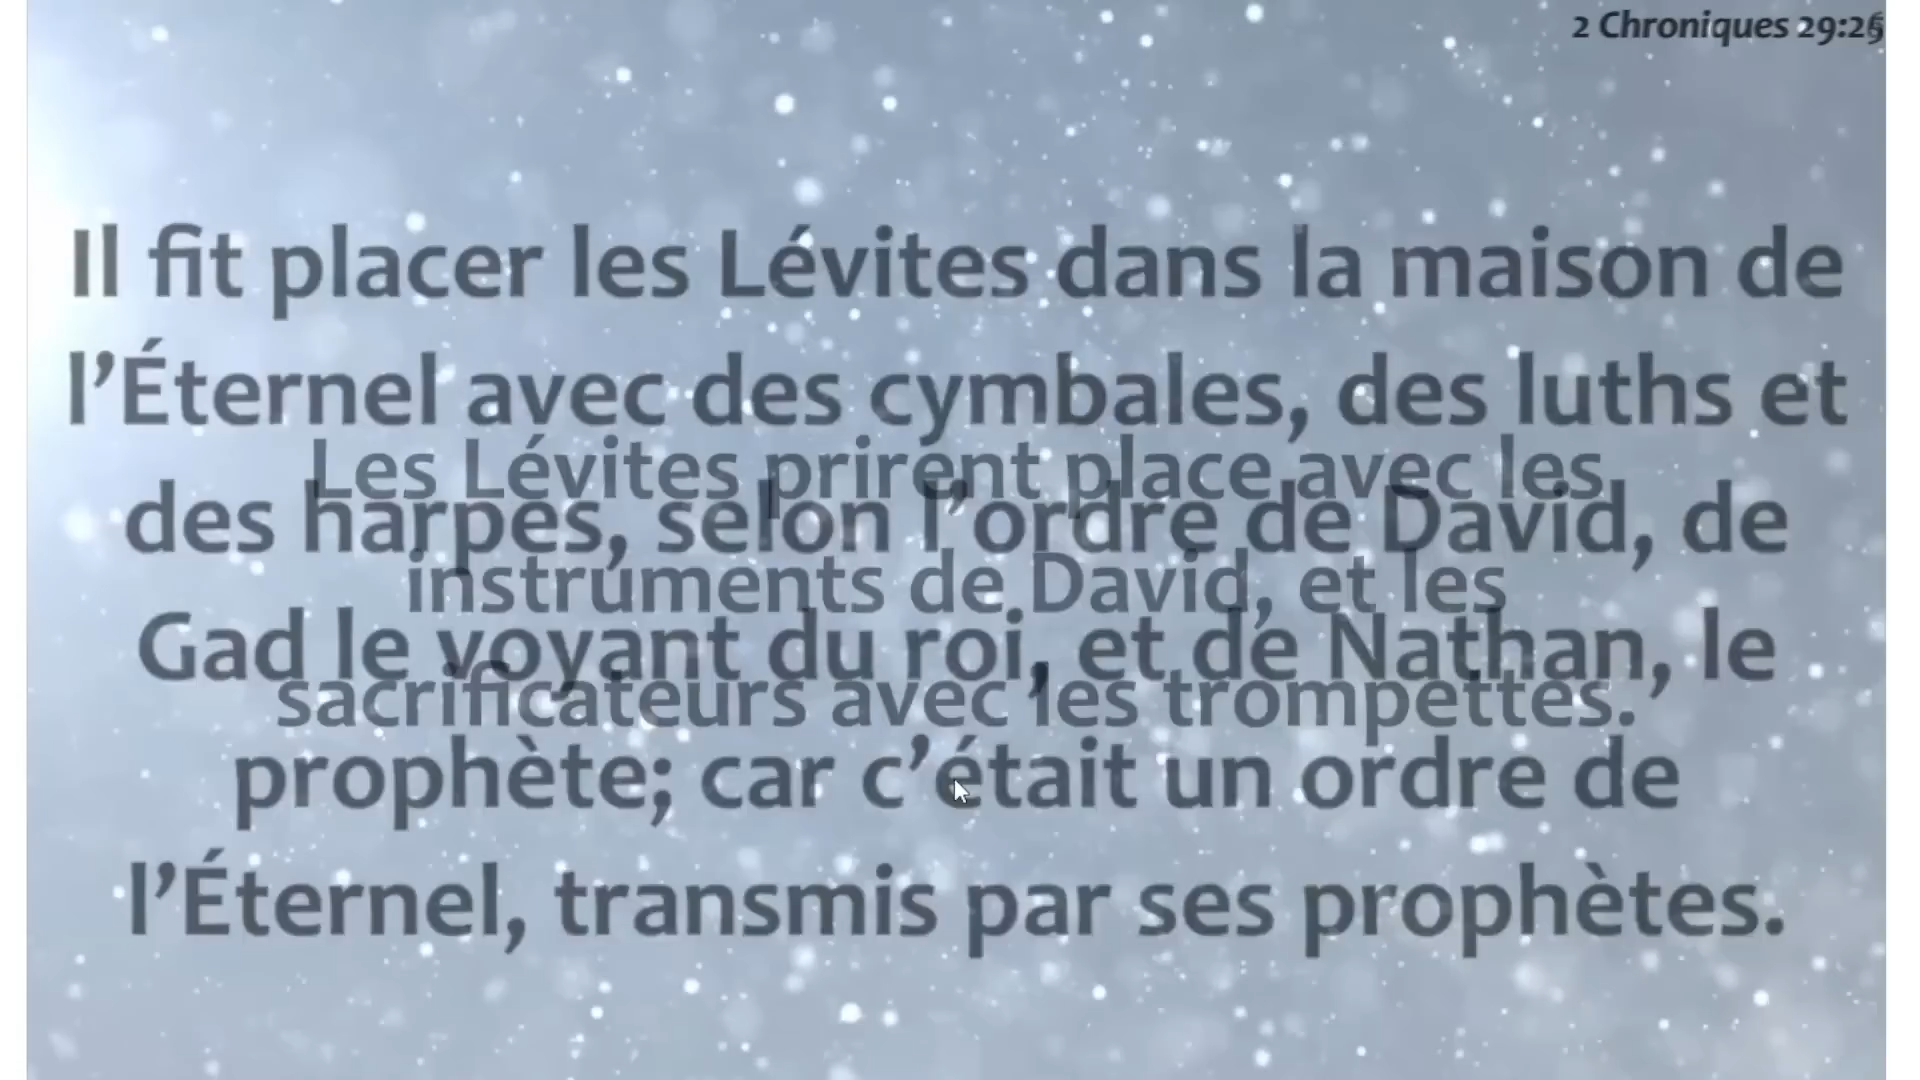 2 Chroniques 29:25
Il fit placer les Lévites dans la maison de
l’Éternel avec des cymbales, des luths et
des harpes, selon l’ordre de David, de
Gad le voyant du roi, et de Nathan, le
prophète; car c’était un ordre de
l’Éternel, transmis par ses prophètes.
Les Lévites prirent place avec les
instruments de David, et les
sacrificateurs avec les trompettes.